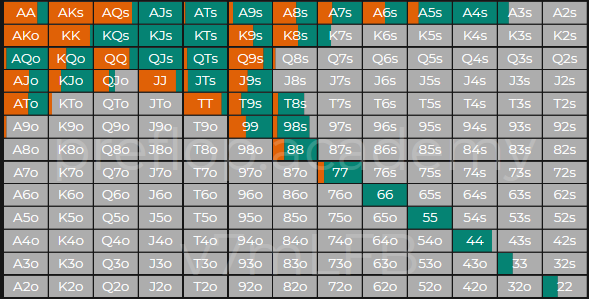 AA AKs AQs AJs ATs A9s A8s A7s A6s A5s A4s A3s A2s
AKo KK KQs KJs KTs K9s K8s K7s K6s K5s K4s K3s K2s
AQo KQo QQ QJs QTs Q9s Q8s Q7s Q6s Q5s Q4s Q3s Q2s
AJo KJo QJo JJ JTs J9s J8s J7s J6s J5s J4s J3s J2s
ATo KTo QTo JTo TT T9s T8s T7s T6s T5s T4s T3s T2s
A9o K9o Q9o J9o T9o 99 98s 97s 96s 95s 94s 93s 92s
A8o K8o Q8o J8o T8o 98o 88 87s 86s 85s 84s 83s 82s
preflop.academy
A7o K7o Q7o J7o T7o 97o 87o 77 76s 75s 74s 73s 72s
A6o K6o Q6o J6o T6o 96o 86o 76o 66 65s 64s 63s 62s
A5o K5o Q5o J5o T5o 95o 85o 75o 65o 55 54s 53s 52s
A4o K4o Q4o J4o T4o 94o 84o 74o 64o 54o 44 43s 42s
A3o K3o Q3o J3o T3o 93o 83o 73o 63o 53o 43o 33 32s
A2o K2o Q2o J2o T2o 92o 82o 72o 62o 52o 42o 32o 22